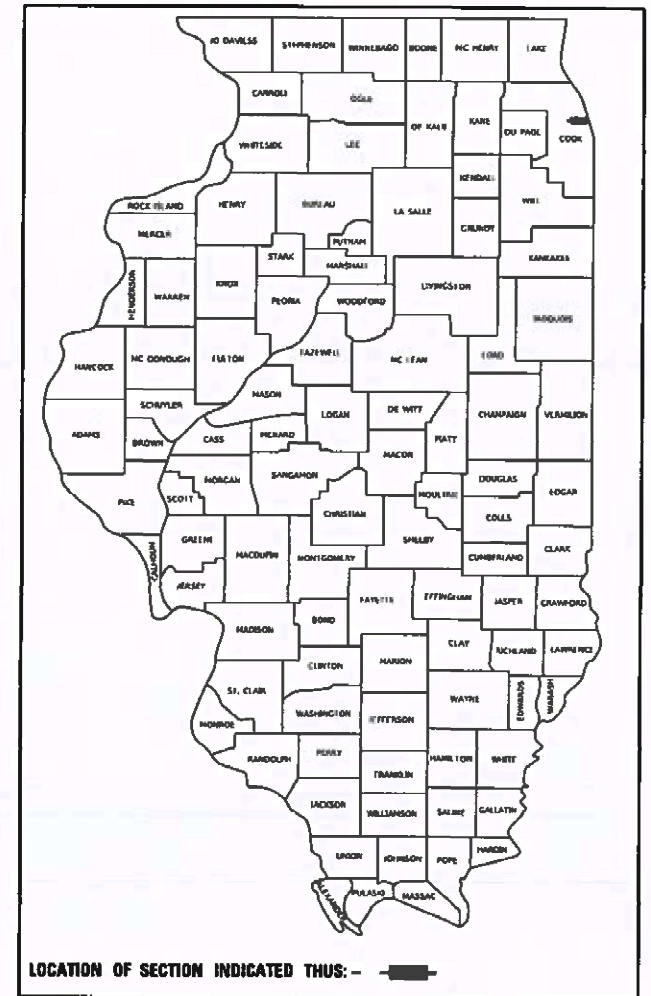 JO DAVIESS STEPHENSON WINNEBAGO BOONE MC HENRY LAKE
CARROLL OGLE
DE KALB KANE DU PAGE COOK
WHITESIDE LEE
KENDALL
ROCK ISLAND HENRY BUREAU LA SALLE WILL
MERCER PUTNAM GRUNDY
STARK MARSHALL KANKAKEE
HENDERSON WARREN KNOX PEORIA WOODFORD LIVINGSTON
IROQUOIS
HANCOCK MC DONOUGH FULTON TAZEWELL MC LEAN FORD
MASON
SCHUYLER LOGAN DE WITT CHAMPAIGN VERMILION
ADAMS BROWN CASS MENARD MACON PIATT
PIKE SCOTT MORGAN SANGAMON MOULTRIE DOUGLAS EDGAR
CHRISTIAN COLES
CALHOUN GREENE MACOUPIN MONTGOMERY SHELBY CUMBERLAND CLARK
JERSEY FAYETTE EFFINGHAM JASPER CRAWFORD
MADISON BOND
CLINTON MARION CLAY RICHLAND LAWRENCE
ST. CLAIR
MONROE WASHINGTON JEFFERSON WAYNE EDWARDS WABASH
RANDOLPH PERRY FRANKLIN HAMILTON WHITE
JACKSON WILLIAMSON SALINE GALLATIN
UNION JOHNSON POPE HARDIN
ALEXANDER PULASKI MASSAC
LOCATION OF SECTION INDICATED THUS: -